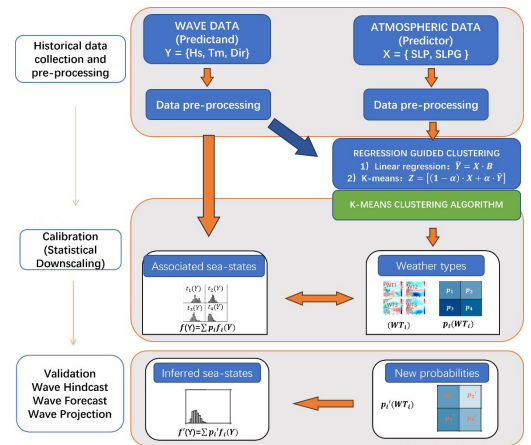 Historical data
collection and
pre-processing
WAVE DATA
(Predictand)
Y = {Hs, Tm, Dir}
ATMOSPHERIC DATA
(Predictor)
X = { SLP, SLPG }
Data pre-processing
Data pre-processing
REGRESSION GUIDED CLUSTERING
1) Linear regression: Ŷ = X · B
2) K-means: Z = [(1 − α) · X + α · Ŷ]
K-MEANS CLUSTERING ALGORITHM
Calibration
(Statistical
Downscaling)
Associated sea-states
f(Y)=∑ pᵢfᵢ(Y)
Weather types
(WTᵢ)
pᵢ(WTᵢ)
Validation
Wave Hindcast
Wave Forecast
Wave Projection
Inferred sea-states
f′(Y)=∑pᵢ′fᵢ(Y)
New probabilities
pᵢ′(WTᵢ)